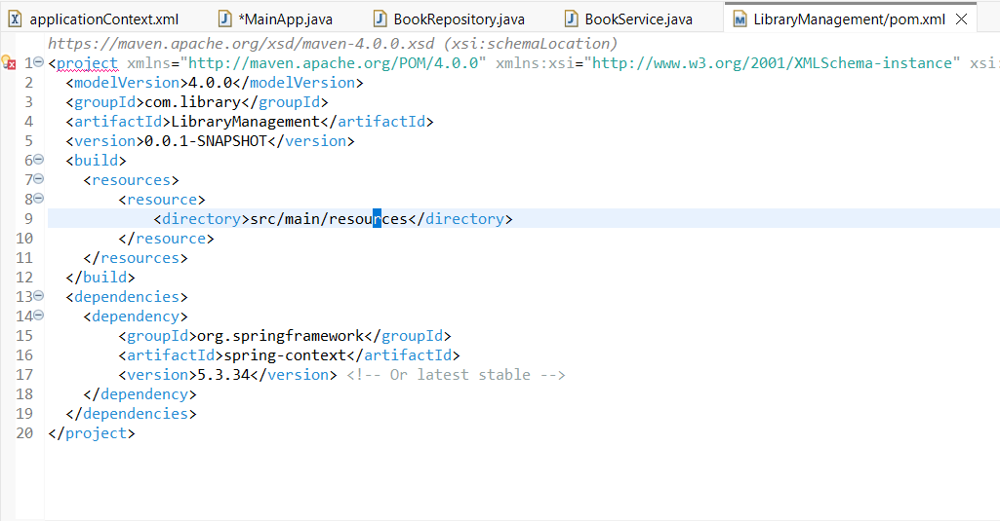 applicationContext.xml *MainApp.java BookRepository.java BookService.java LibraryManagement/pom.xml
https://maven.apache.org/xsd/maven-4.0.0.xsd (xsi:schemaLocation)
1 <project xmlns="http://maven.apache.org/POM/4.0.0" xmlns:xsi="http://www.w3.org/2001/XMLSchema-instance" xsi:
2 <modelVersion>4.0.0</modelVersion>
3 <groupId>com.library</groupId>
4 <artifactId>LibraryManagement</artifactId>
5 <version>0.0.1-SNAPSHOT</version>
6 <build>
7 <resources>
8 <resource>
9 <directory>src/main/resources</directory>
10 </resource>
11 </resources>
12 </build>
13 <dependencies>
14 <dependency>
15 <groupId>org.springframework</groupId>
16 <artifactId>spring-context</artifactId>
17 <version>5.3.34</version> <!-- Or latest stable -->
18 </dependency>
19 </dependencies>
20 </project>